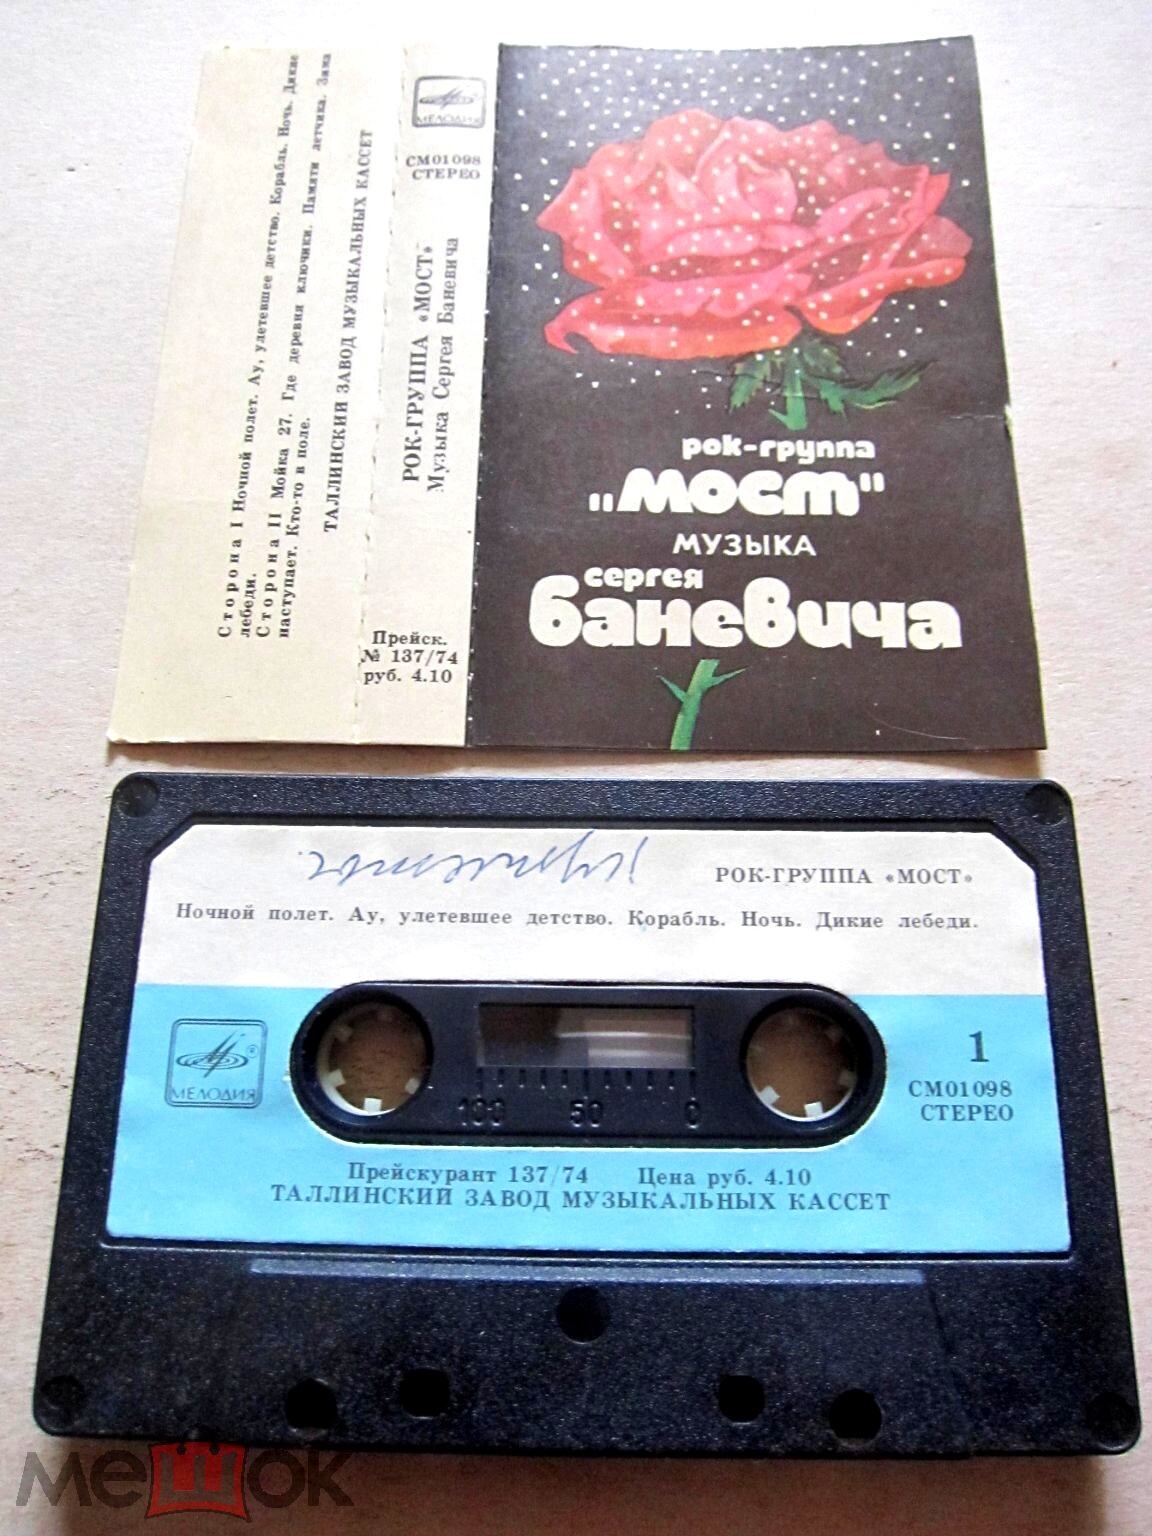 Сторона I Ночной полет. Ау, улетевшее детство. Корабль. Ночь. Дикие
лебеди.
Сторона II Мойка 27. Где деревня ключики. Памяти летчика. Зима
наступает. Кто-то в поле.
ТАЛЛИНСКИЙ ЗАВОД МУЗЫКАЛЬНЫХ КАССЕТ
МЕЛОДИЯ
СМ01098
СТЕРЕО
РОК-ГРУППА «МОСТ»
Музыка Сергея Баневича
Прейск.
№ 137/74
руб. 4.10
рок-группа
"мост"
МУЗЫКА
сергея
баневича
РОК-ГРУППА «МОСТ»
Ночной полет. Ау, улетевшее детство. Корабль. Ночь. Дикие лебеди.
МЕЛОДИЯ
®
1
СМ01098
СТЕРЕО
100 50 0
Прейскурант 137/74 Цена руб. 4.10
ТАЛЛИНСКИЙ ЗАВОД МУЗЫКАЛЬНЫХ КАССЕТ
мешок